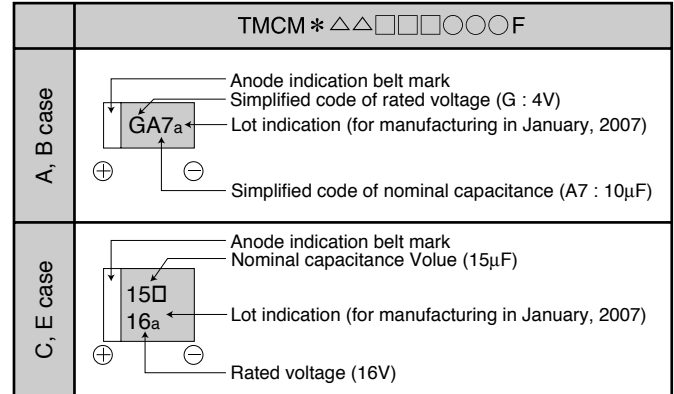 TMCM＊△△□□□○○○F
A, B case
Anode indication belt mark
Simplified code of rated voltage (G : 4V)
GA7a
Lot indication (for manufacturing in January, 2007)
⊕ ⊖
Simplified code of nominal capacitance (A7 : 10μF)
C, E case
Anode indication belt mark
Nominal capacitance Volue (15μF)
15□
16a
Lot indication (for manufacturing in January, 2007)
⊕ ⊖
Rated voltage (16V)